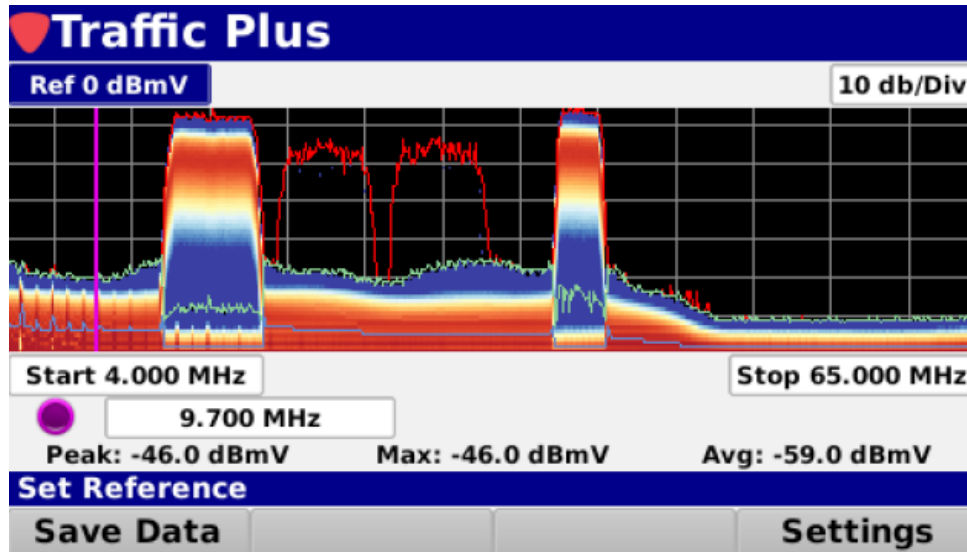 Traffic Plus
Ref 0 dBmV
10 db/Div
Start 4.000 MHz
Stop 65.000 MHz
9.700 MHz
Peak: -46.0 dBmV Max: -46.0 dBmV Avg: -59.0 dBmV
Set Reference
Save Data
Settings